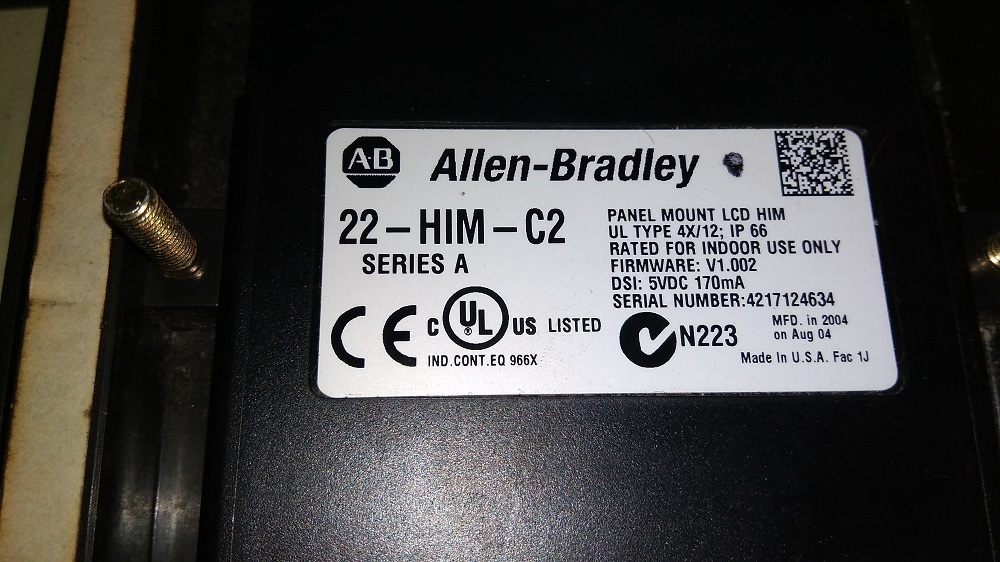 A-B Allen-Bradley
22-HIM-C2
SERIES A
PANEL MOUNT LCD HIM
UL TYPE 4X/12; IP 66
RATED FOR INDOOR USE ONLY
FIRMWARE: V1.002
DSI: 5VDC 170mA
SERIAL NUMBER:4217124634
CE
C UL US LISTED
IND.CONT.EQ 966X
N223
MFD. in 2004
on Aug 04
Made In U.S.A. Fac 1J